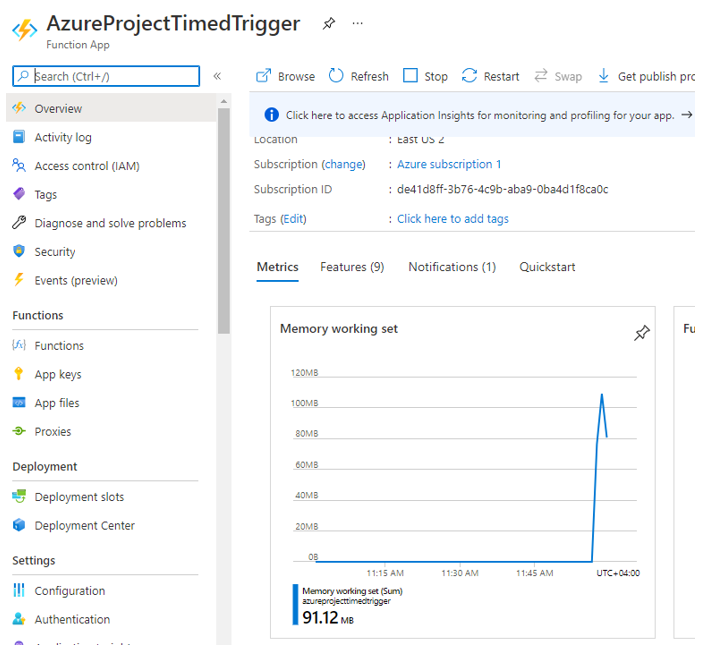 AzureProjectTimedTrigger
Function App
Search (Ctrl+/)
Overview
Activity log
Access control (IAM)
Tags
Diagnose and solve problems
Security
Events (preview)
Functions
Functions
App keys
App files
Proxies
Deployment
Deployment slots
Deployment Center
Settings
Configuration
Authentication
Browse Refresh Stop Restart Swap Get publish pro
Click here to access Application Insights for monitoring and profiling for your app.
Location : East US 2
Subscription (change) : Azure subscription 1
Subscription ID : de41d8ff-3b76-4c9b-aba9-0ba4d1f8ca0c
Tags (Edit) : Click here to add tags
Metrics Features (9) Notifications (1) Quickstart
Memory working set
120MB
100MB
80MB
60MB
40MB
20MB
0B
11:15 AM 11:30 AM 11:45 AM UTC+04:00
Memory working set (Sum)
azureprojecttimedtrigger
91.12 MB
Fu